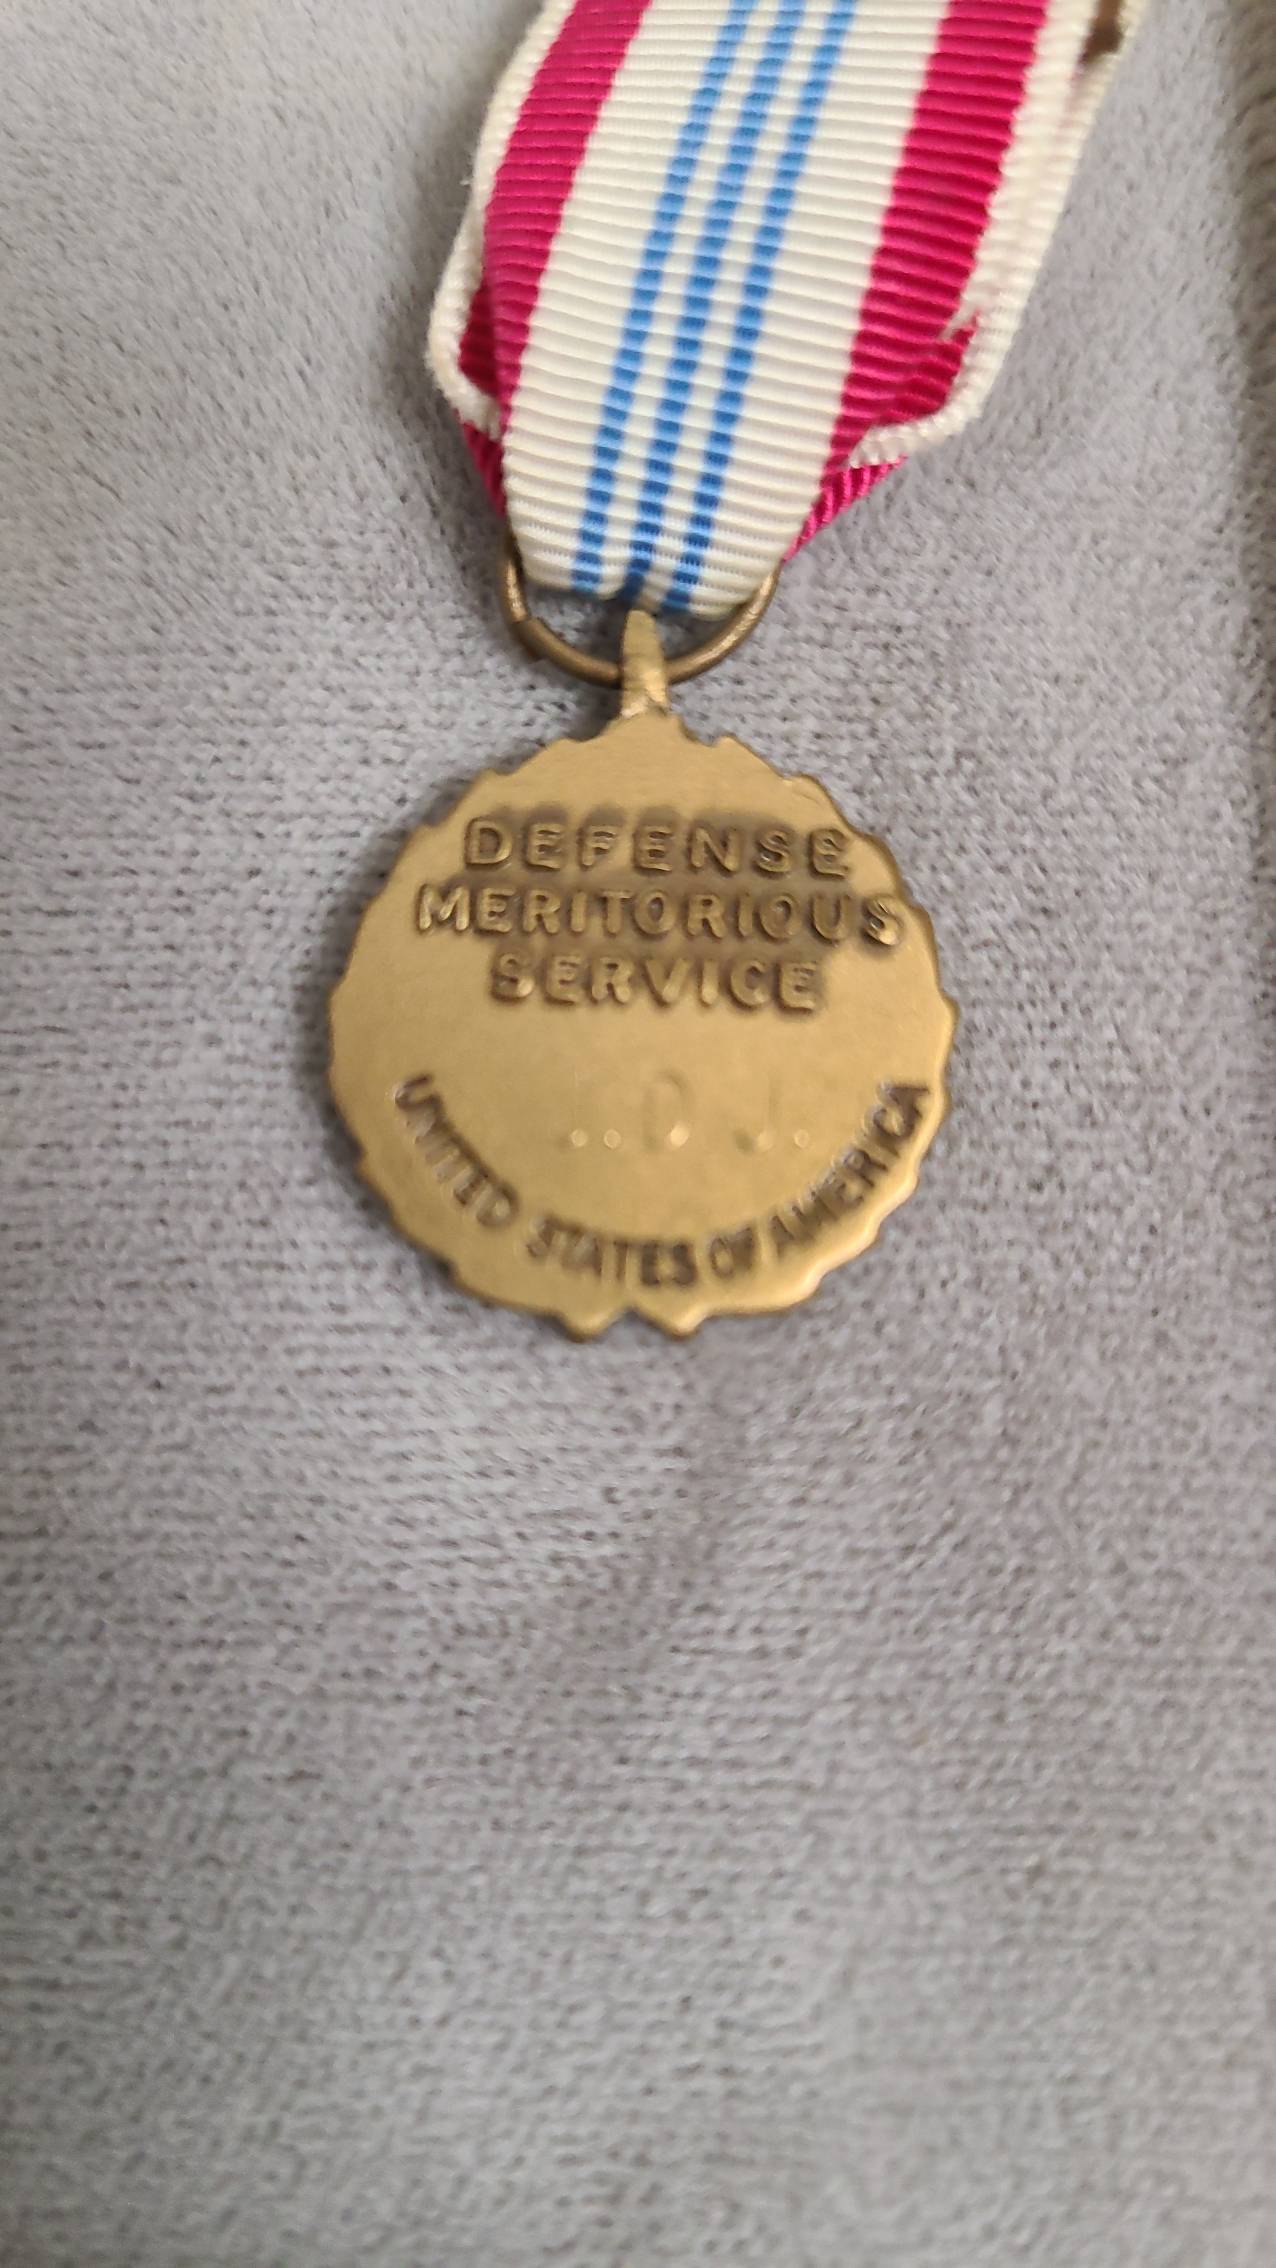 DEFENSE
MERITORIOUS
SERVICE
UNITED STATES OF AMERICA